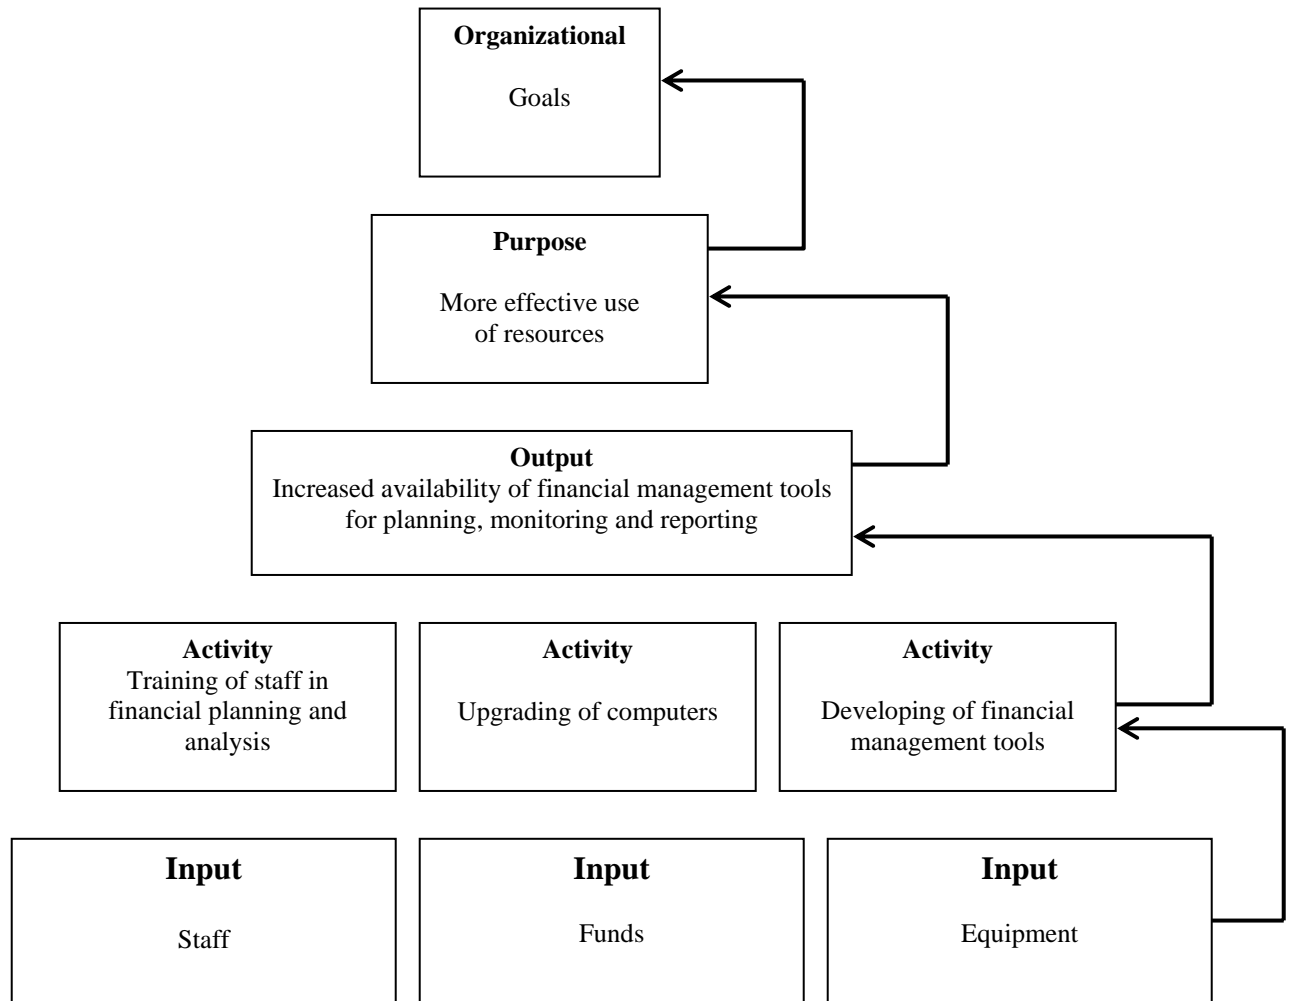 Organizational
Goals
Purpose
More effective use
of resources
Output
Increased availability of financial management tools
for planning, monitoring and reporting
Activity
Training of staff in
financial planning and
analysis
Activity
Upgrading of computers
Activity
Developing of financial
management tools
Input
Staff
Input
Funds
Input
Equipment